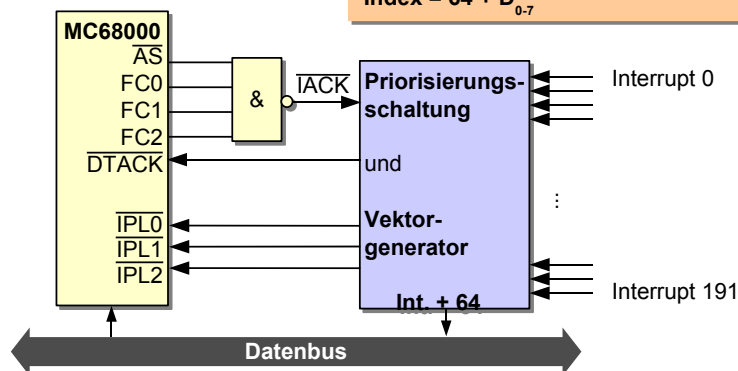 Index = 64 + D0-7
MC68000
AS
FC0
FC1
FC2
DTACK
IPL0
IPL1
IPL2
&
IACK
Priorisierungs-
schaltung
und
Vektor-
generator
Int. + 64
Interrupt 0
...
Interrupt 191
Datenbus